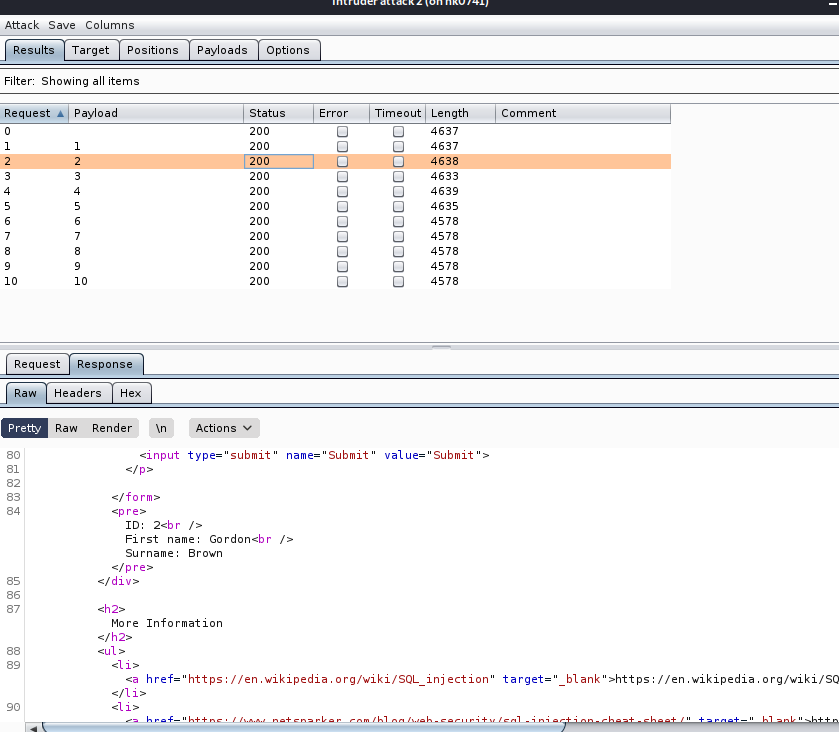 Intruder attack 2 (on nk0741)
Attack Save Columns
Results Target Positions Payloads Options
Filter: Showing all items
Request Payload Status Error Timeout Length Comment
0 200 4637
1 1 200 4637
2 2 200 4638
3 3 200 4633
4 4 200 4639
5 5 200 4635
6 6 200 4578
7 7 200 4578
8 8 200 4578
9 9 200 4578
10 10 200 4578
Request Response
Raw Headers Hex
Pretty Raw Render \n Actions
80 <input type="submit" name="Submit" value="Submit">
81 </p>
82
83 </form>
84 <pre>
ID: 2<br />
First name: Gordon<br />
Surname: Brown
</pre>
85 </div>
86
87 <h2>
More Information
</h2>
88 <ul>
89 <li>
<a href="https://en.wikipedia.org/wiki/SQL_injection" target="_blank">https://en.wikipedia.org/wiki/SQ
</li>
90 <li>
<a href="https://www.netsparker.com/blog/web-security/sql-injection-cheat-sheet/" target="_blank">http